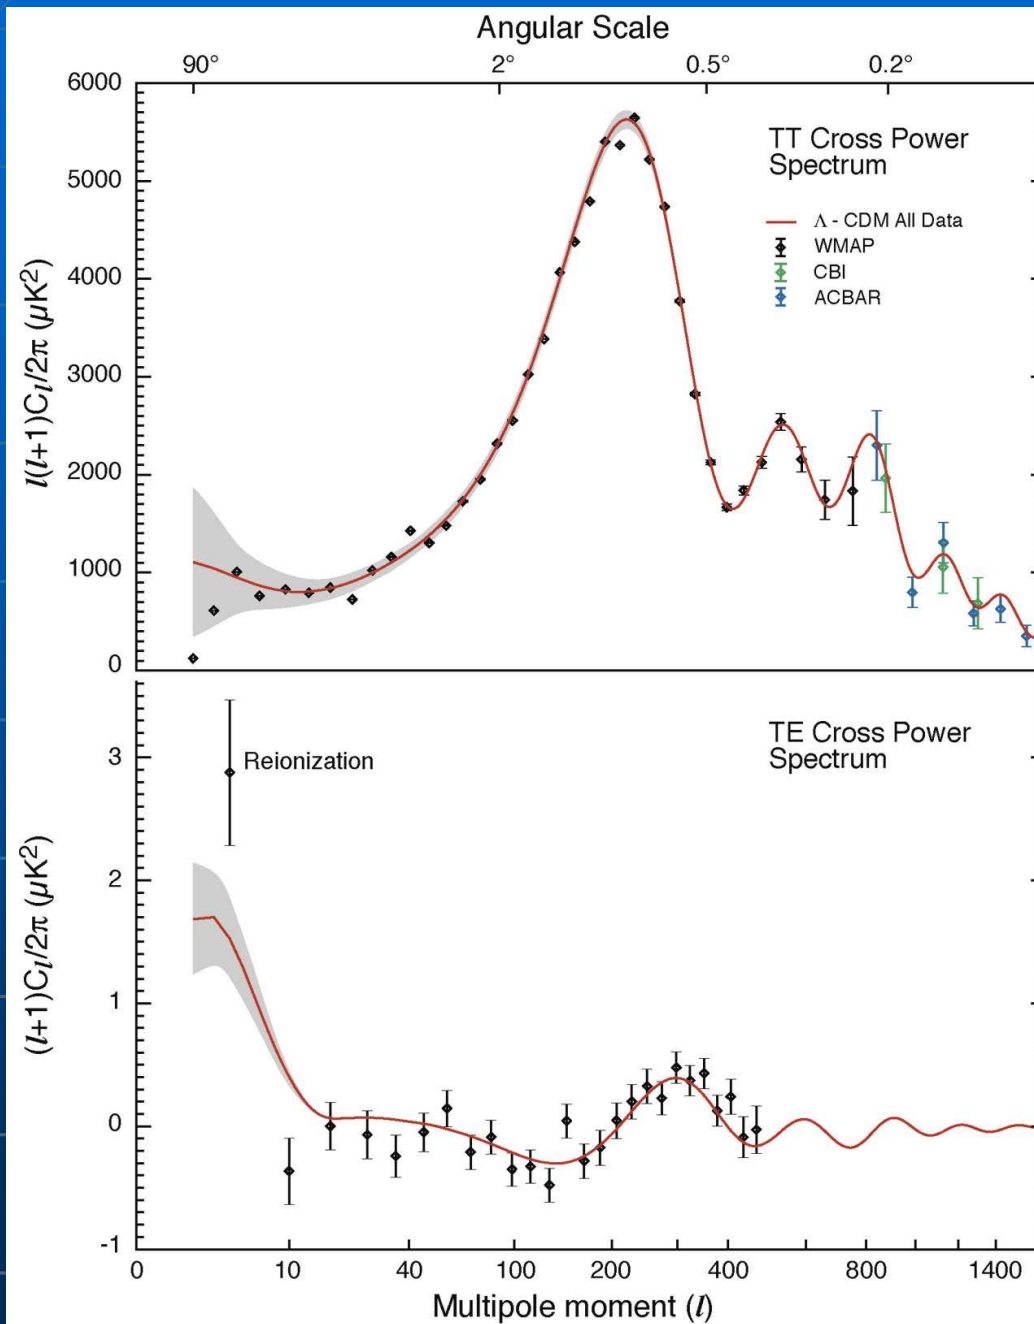 Angular Scale
90° 2° 0.5° 0.2°
6000
5000
4000
3000
2000
1000
0
l(l+1)Cl/2π (μK²)
TT Cross Power
Spectrum
Λ - CDM All Data
WMAP
CBI
ACBAR
3
2
1
0
-1
(l+1)Cl/2π (μK²)
Reionization
TE Cross Power
Spectrum
0 10 40 100 200 400 800 1400
Multipole moment (l)